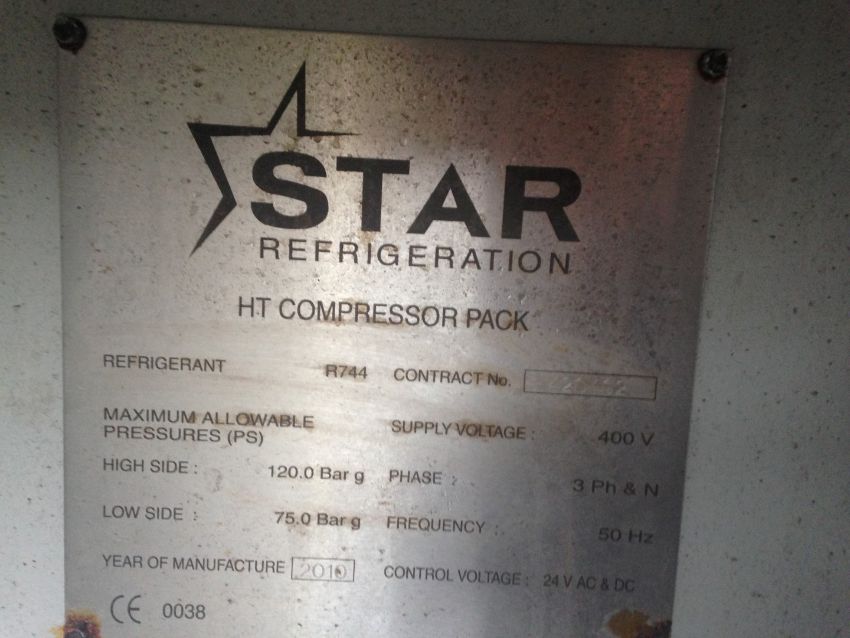 STAR
REFRIGERATION
HT COMPRESSOR PACK
REFRIGERANT R744 CONTRACT No.
MAXIMUM ALLOWABLE
PRESSURES (PS) SUPPLY VOLTAGE : 400 V
HIGH SIDE : 120.0 Bar g PHASE : 3 Ph & N
LOW SIDE : 75.0 Bar g FREQUENCY : 50 Hz
YEAR OF MANUFACTURE 2010 CONTROL VOLTAGE : 24 V AC & DC
CE 0038